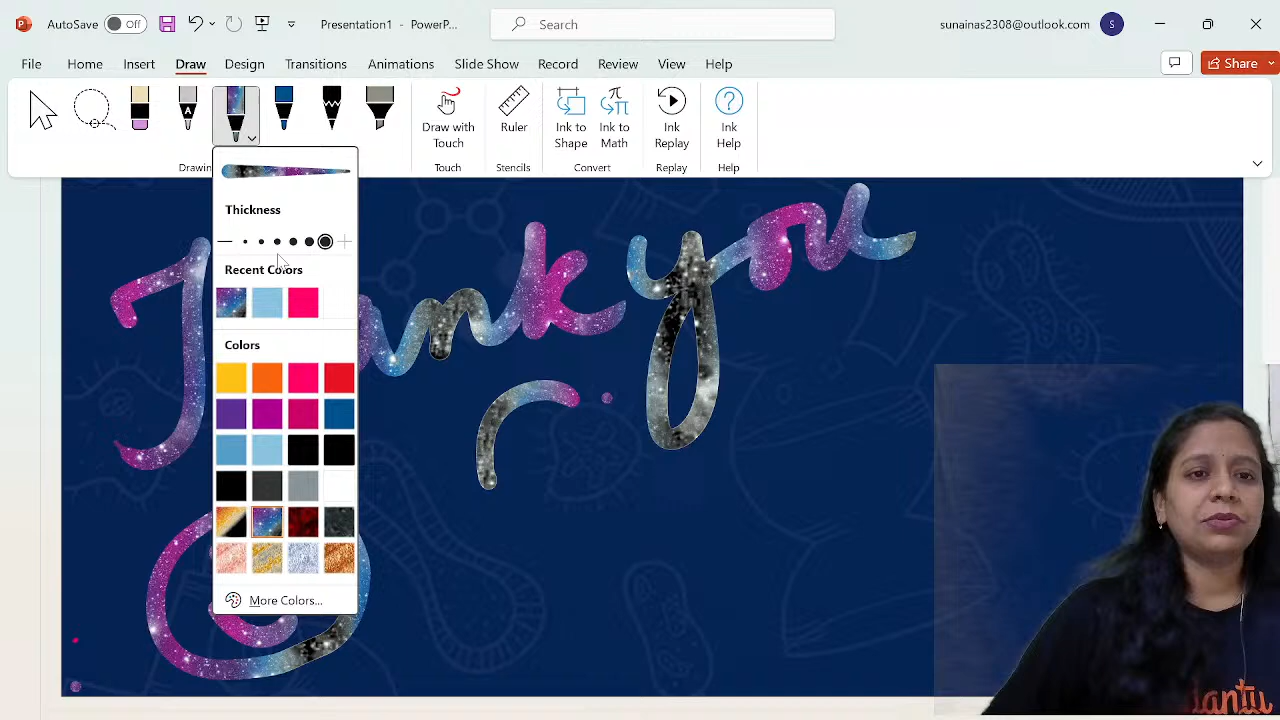 AutoSave Off Presentation1 - PowerP... Search sunainas2308@outlook.com S
File Home Insert Draw Design Transitions Animations Slide Show Record Review View Help Share
A
Draw with Touch
Ruler
Ink to Shape
Ink to Math
Ink Replay
Ink Help
Drawin
Stencils
Convert
Replay
Help
Thickness
Recent Colors
Colors
More Colors...
Thank you